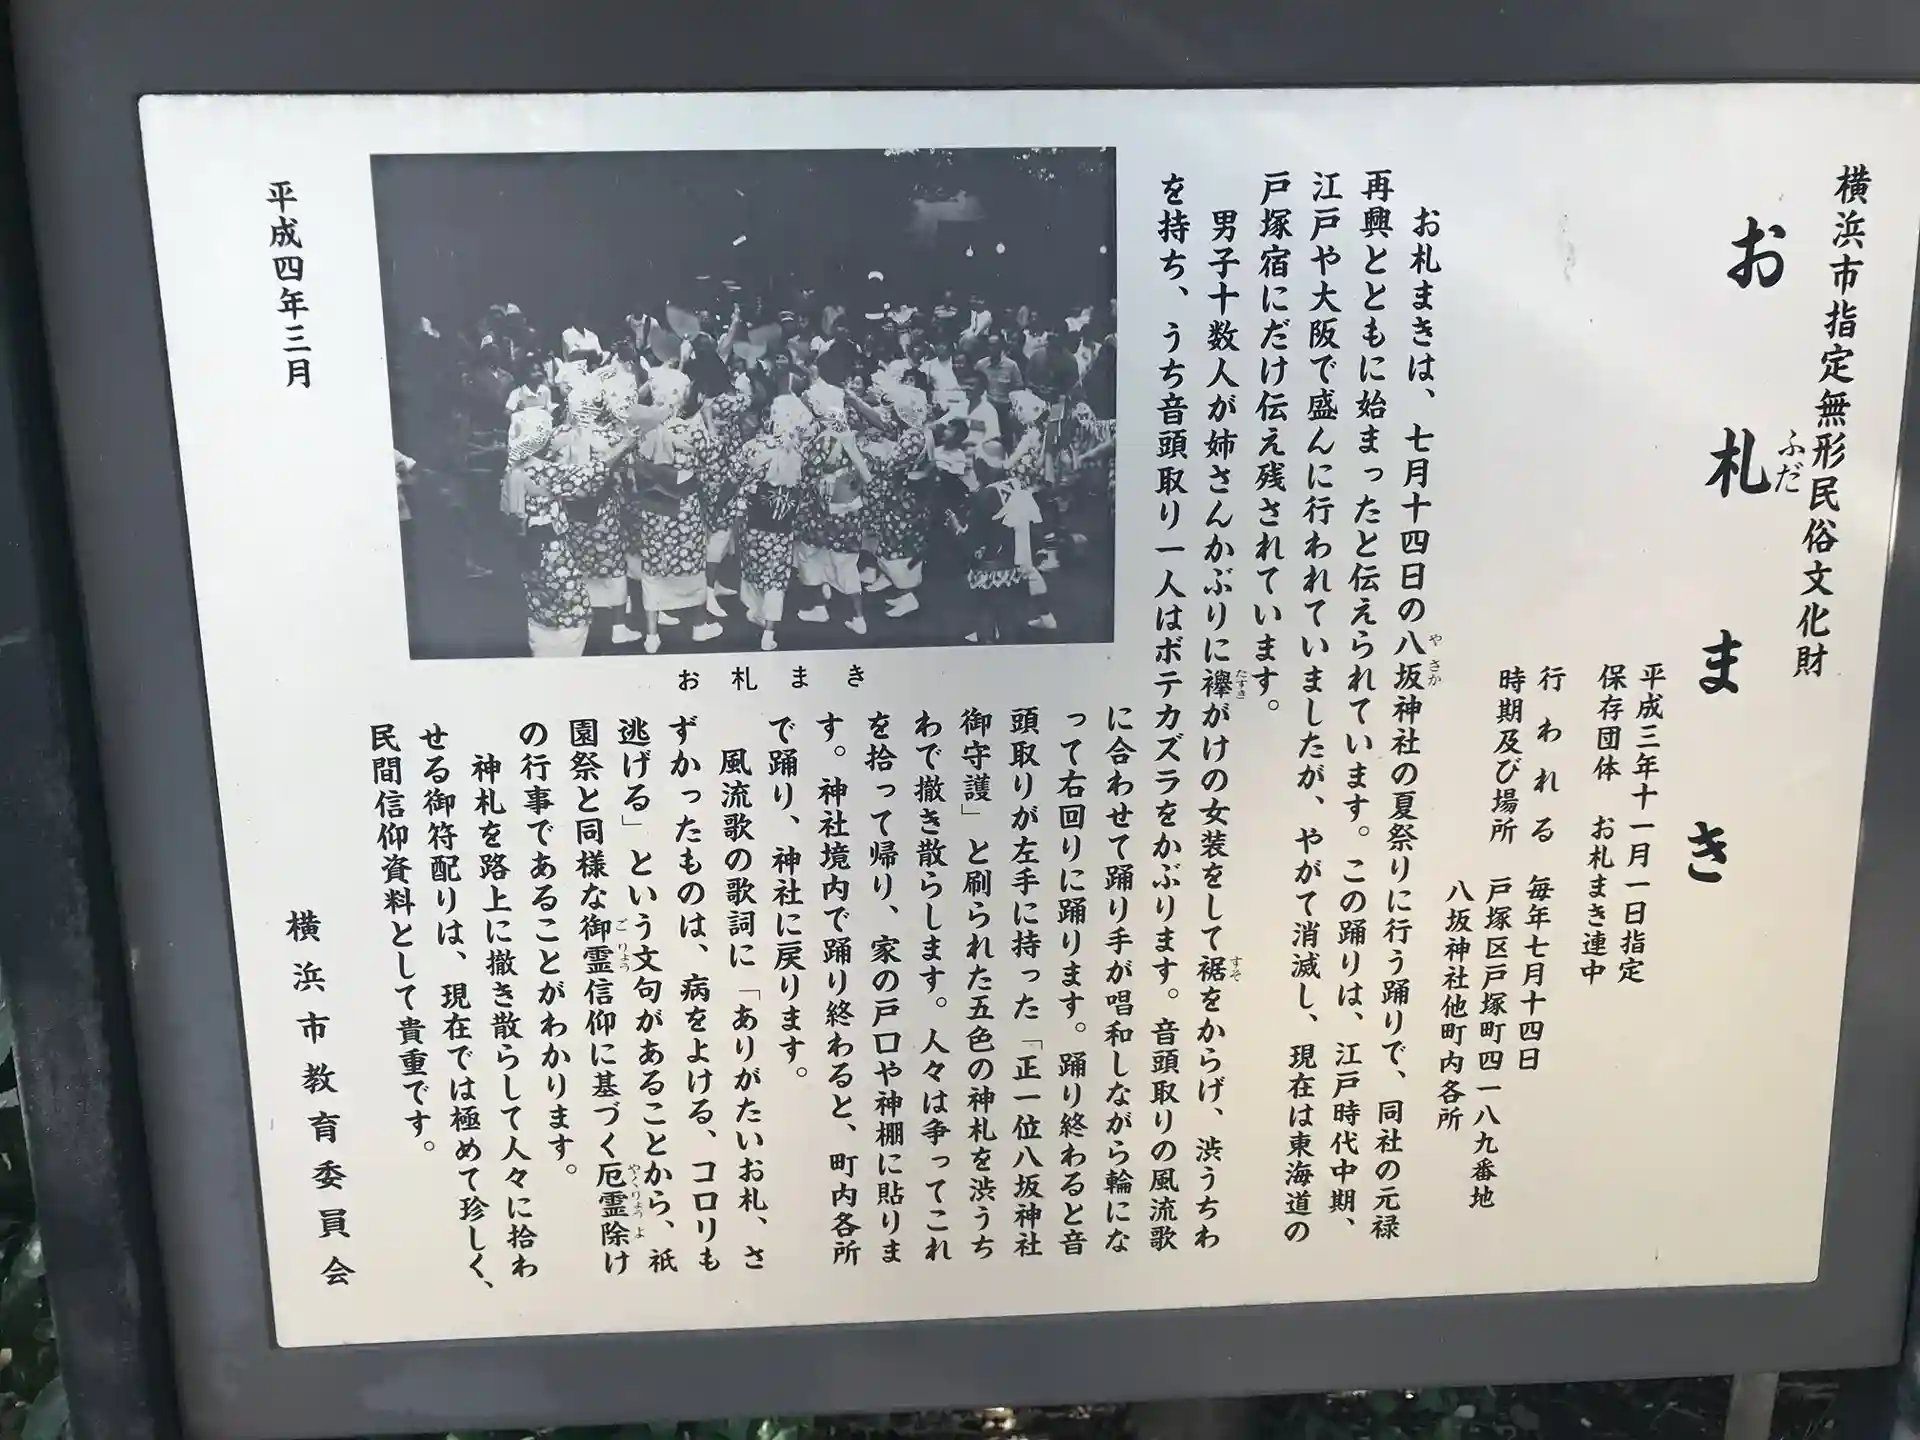 横浜市指定無形民俗文化財
お札まき
ふだ
平成三年十一月一日指定
保存団体 お札まき連中
行われる 毎年七月十四日
時期及び場所 戸塚区戸塚町四一八九番地
八坂神社他町内各所
お札まきは、七月十四日の八坂神社の夏祭りに行う踊りで、同社の元禄
やさか
再興とともに始まったと伝えられています。この踊りは、江戸時代中期、
江戸や大阪で盛んに行われていましたが、やがて消滅し、現在は東海道の
戸塚宿にだけ伝え残されています。
男子十数人が姉さんかぶりに襷がけの女装をして裾をからげ、渋うちわ
たすき
すそ
を持ち、うち音頭取り一人はボテカズラをかぶります。音頭取りの風流歌
に合わせて踊り手が唱和しながら輪にな
って右回りに踊ります。踊り終わると音
頭取りが左手に持った「正一位八坂神社
御守護」と刷られた五色の神札を渋うち
わで撒き散らします。人々は争ってこれ
を拾って帰り、家の戸口や神棚に貼りま
す。神社境内で踊り終わると、町内各所
で踊り、神社に戻ります。
風流歌の歌詞に「ありがたいお札、さ
ずかったものは、病をよける、コロリも
逃げる」という文句があることから、祇
園祭と同様な御霊信仰に基づく厄霊除け
ごりょう
やくりょうよ
の行事であることがわかります。
神札を路上に撒き散らして人々に拾わ
せる御符配りは、現在では極めて珍しく、
民間信仰資料として貴重です。
お札まき
平成四年三月
横浜市教育委員会